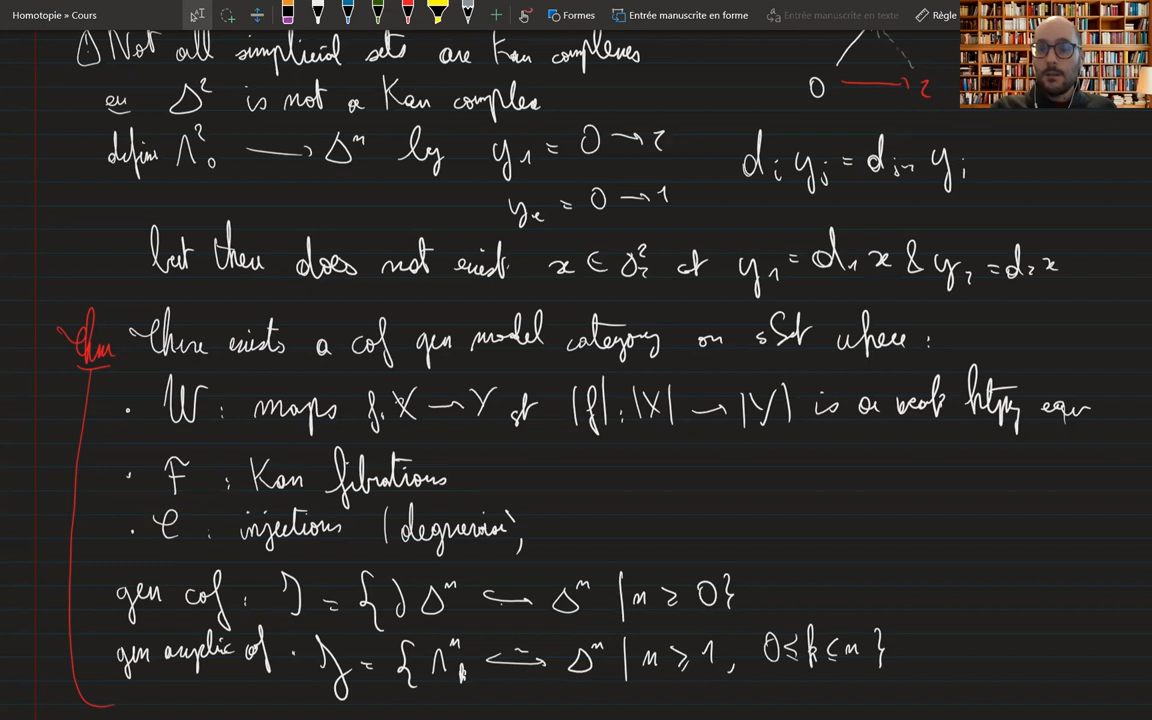 Homotopie > Cours
Formes
Entrée manuscrite en forme
Entrée manuscrite en texte
Règle
⚠ Not all simplicial sets are Kan complexes
ex Δ² is not a Kan complex
0 → 2
define Λ²₀ → Δⁿ by y₁ = 0 → 2
dᵢ yⱼ = dⱼ₋₁ yᵢ
y₂ = 0 → 1
but there does not exist x ∈ Δ²₂ st y₁ = d₁ x & y₂ = d₂ x
Thm There exists a cof gen model category on sSet where :
· W : maps f: X → Y st |f| : |X| → |Y| is a weak htpy equ
· F : Kan fibrations
· C : injections (degreewise)
gen cof : I = { ∂Δⁿ ↪ Δⁿ | n ≥ 0 }
gen acyclic cof : J = { Λⁿₖ ↪ Δⁿ | n ≥ 1, 0 ≤ k ≤ n }